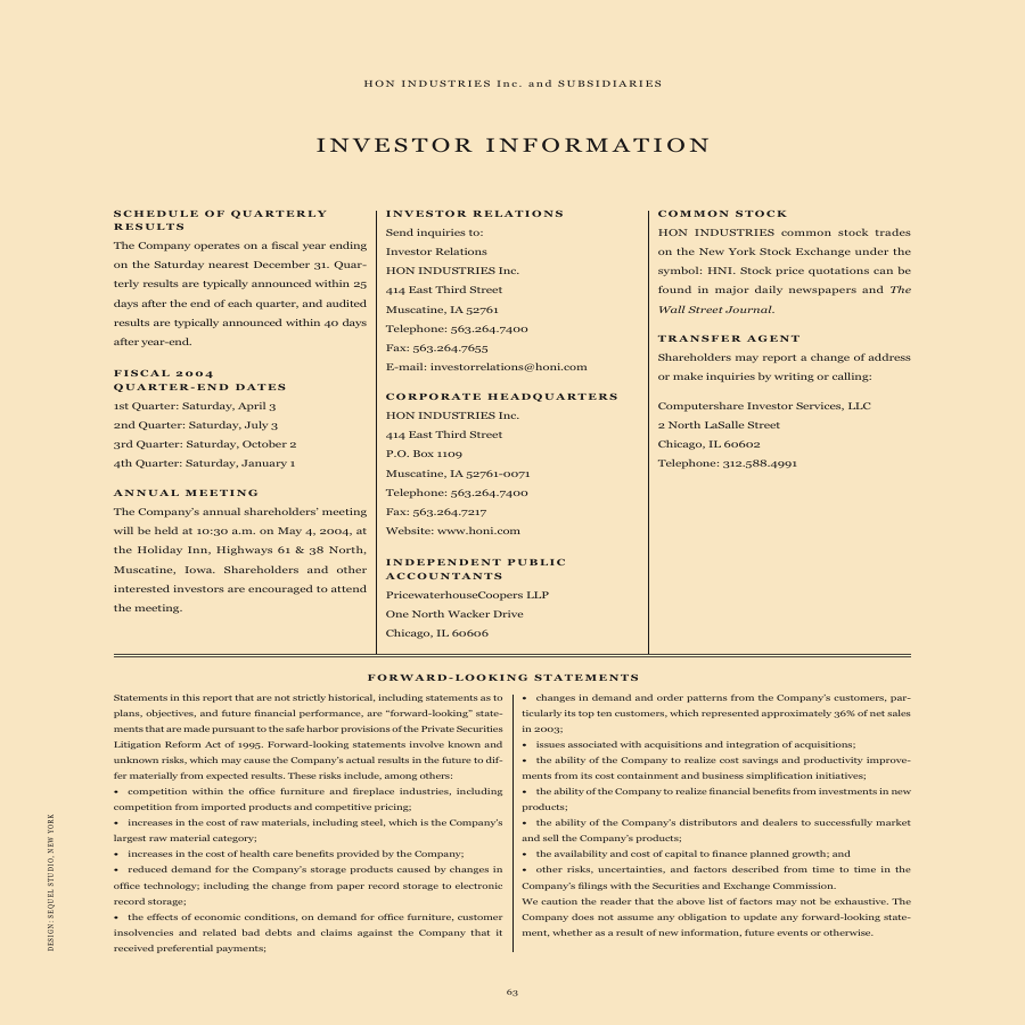 HON INDUSTRIES Inc. and SUBSIDIARIES
INVESTOR INFORMATION
SCHEDULE OF QUARTERLY
RESULTS
The Company operates on a fiscal year ending
on the Saturday nearest December 31. Quar-
terly results are typically announced within 25
days after the end of each quarter, and audited
results are typically announced within 40 days
after year-end.
FISCAL 2004
QUARTER-END DATES
1st Quarter: Saturday, April 3
2nd Quarter: Saturday, July 3
3rd Quarter: Saturday, October 2
4th Quarter: Saturday, January 1
ANNUAL MEETING
The Company's annual shareholders' meeting
will be held at 10:30 a.m. on May 4, 2004, at
the Holiday Inn, Highways 61 & 38 North,
Muscatine, Iowa. Shareholders and other
interested investors are encouraged to attend
the meeting.
INVESTOR RELATIONS
Send inquiries to:
Investor Relations
HON INDUSTRIES Inc.
414 East Third Street
Muscatine, IA 52761
Telephone: 563.264.7400
Fax: 563.264.7655
E-mail: investorrelations@honi.com
CORPORATE HEADQUARTERS
HON INDUSTRIES Inc.
414 East Third Street
P.O. Box 1109
Muscatine, IA 52761-0071
Telephone: 563.264.7400
Fax: 563.264.7217
Website: www.honi.com
INDEPENDENT PUBLIC
ACCOUNTANTS
PricewaterhouseCoopers LLP
One North Wacker Drive
Chicago, IL 60606
COMMON STOCK
HON INDUSTRIES common stock trades
on the New York Stock Exchange under the
symbol: HNI. Stock price quotations can be
found in major daily newspapers and The
Wall Street Journal.
TRANSFER AGENT
Shareholders may report a change of address
or make inquiries by writing or calling:
Computershare Investor Services, LLC
2 North LaSalle Street
Chicago, IL 60602
Telephone: 312.588.4991
FORWARD-LOOKING STATEMENTS
Statements in this report that are not strictly historical, including statements as to
plans, objectives, and future financial performance, are "forward-looking" state-
ments that are made pursuant to the safe harbor provisions of the Private Securities
Litigation Reform Act of 1995. Forward-looking statements involve known and
unknown risks, which may cause the Company's actual results in the future to dif-
fer materially from expected results. These risks include, among others:
• competition within the office furniture and fireplace industries, including
competition from imported products and competitive pricing;
• increases in the cost of raw materials, including steel, which is the Company's
largest raw material category;
• increases in the cost of health care benefits provided by the Company;
• reduced demand for the Company's storage products caused by changes in
office technology; including the change from paper record storage to electronic
record storage;
• the effects of economic conditions, on demand for office furniture, customer
insolvencies and related bad debts and claims against the Company that it
received preferential payments;
• changes in demand and order patterns from the Company's customers, par-
ticularly its top ten customers, which represented approximately 36% of net sales
in 2003;
• issues associated with acquisitions and integration of acquisitions;
• the ability of the Company to realize cost savings and productivity improve-
ments from its cost containment and business simplification initiatives;
• the ability of the Company to realize financial benefits from investments in new
products;
• the ability of the Company's distributors and dealers to successfully market
and sell the Company's products;
• the availability and cost of capital to finance planned growth; and
• other risks, uncertainties, and factors described from time to time in the
Company's filings with the Securities and Exchange Commission.
We caution the reader that the above list of factors may not be exhaustive. The
Company does not assume any obligation to update any forward-looking state-
ment, whether as a result of new information, future events or otherwise.
DESIGN: SEQUEL STUDIO, NEW YORK
63